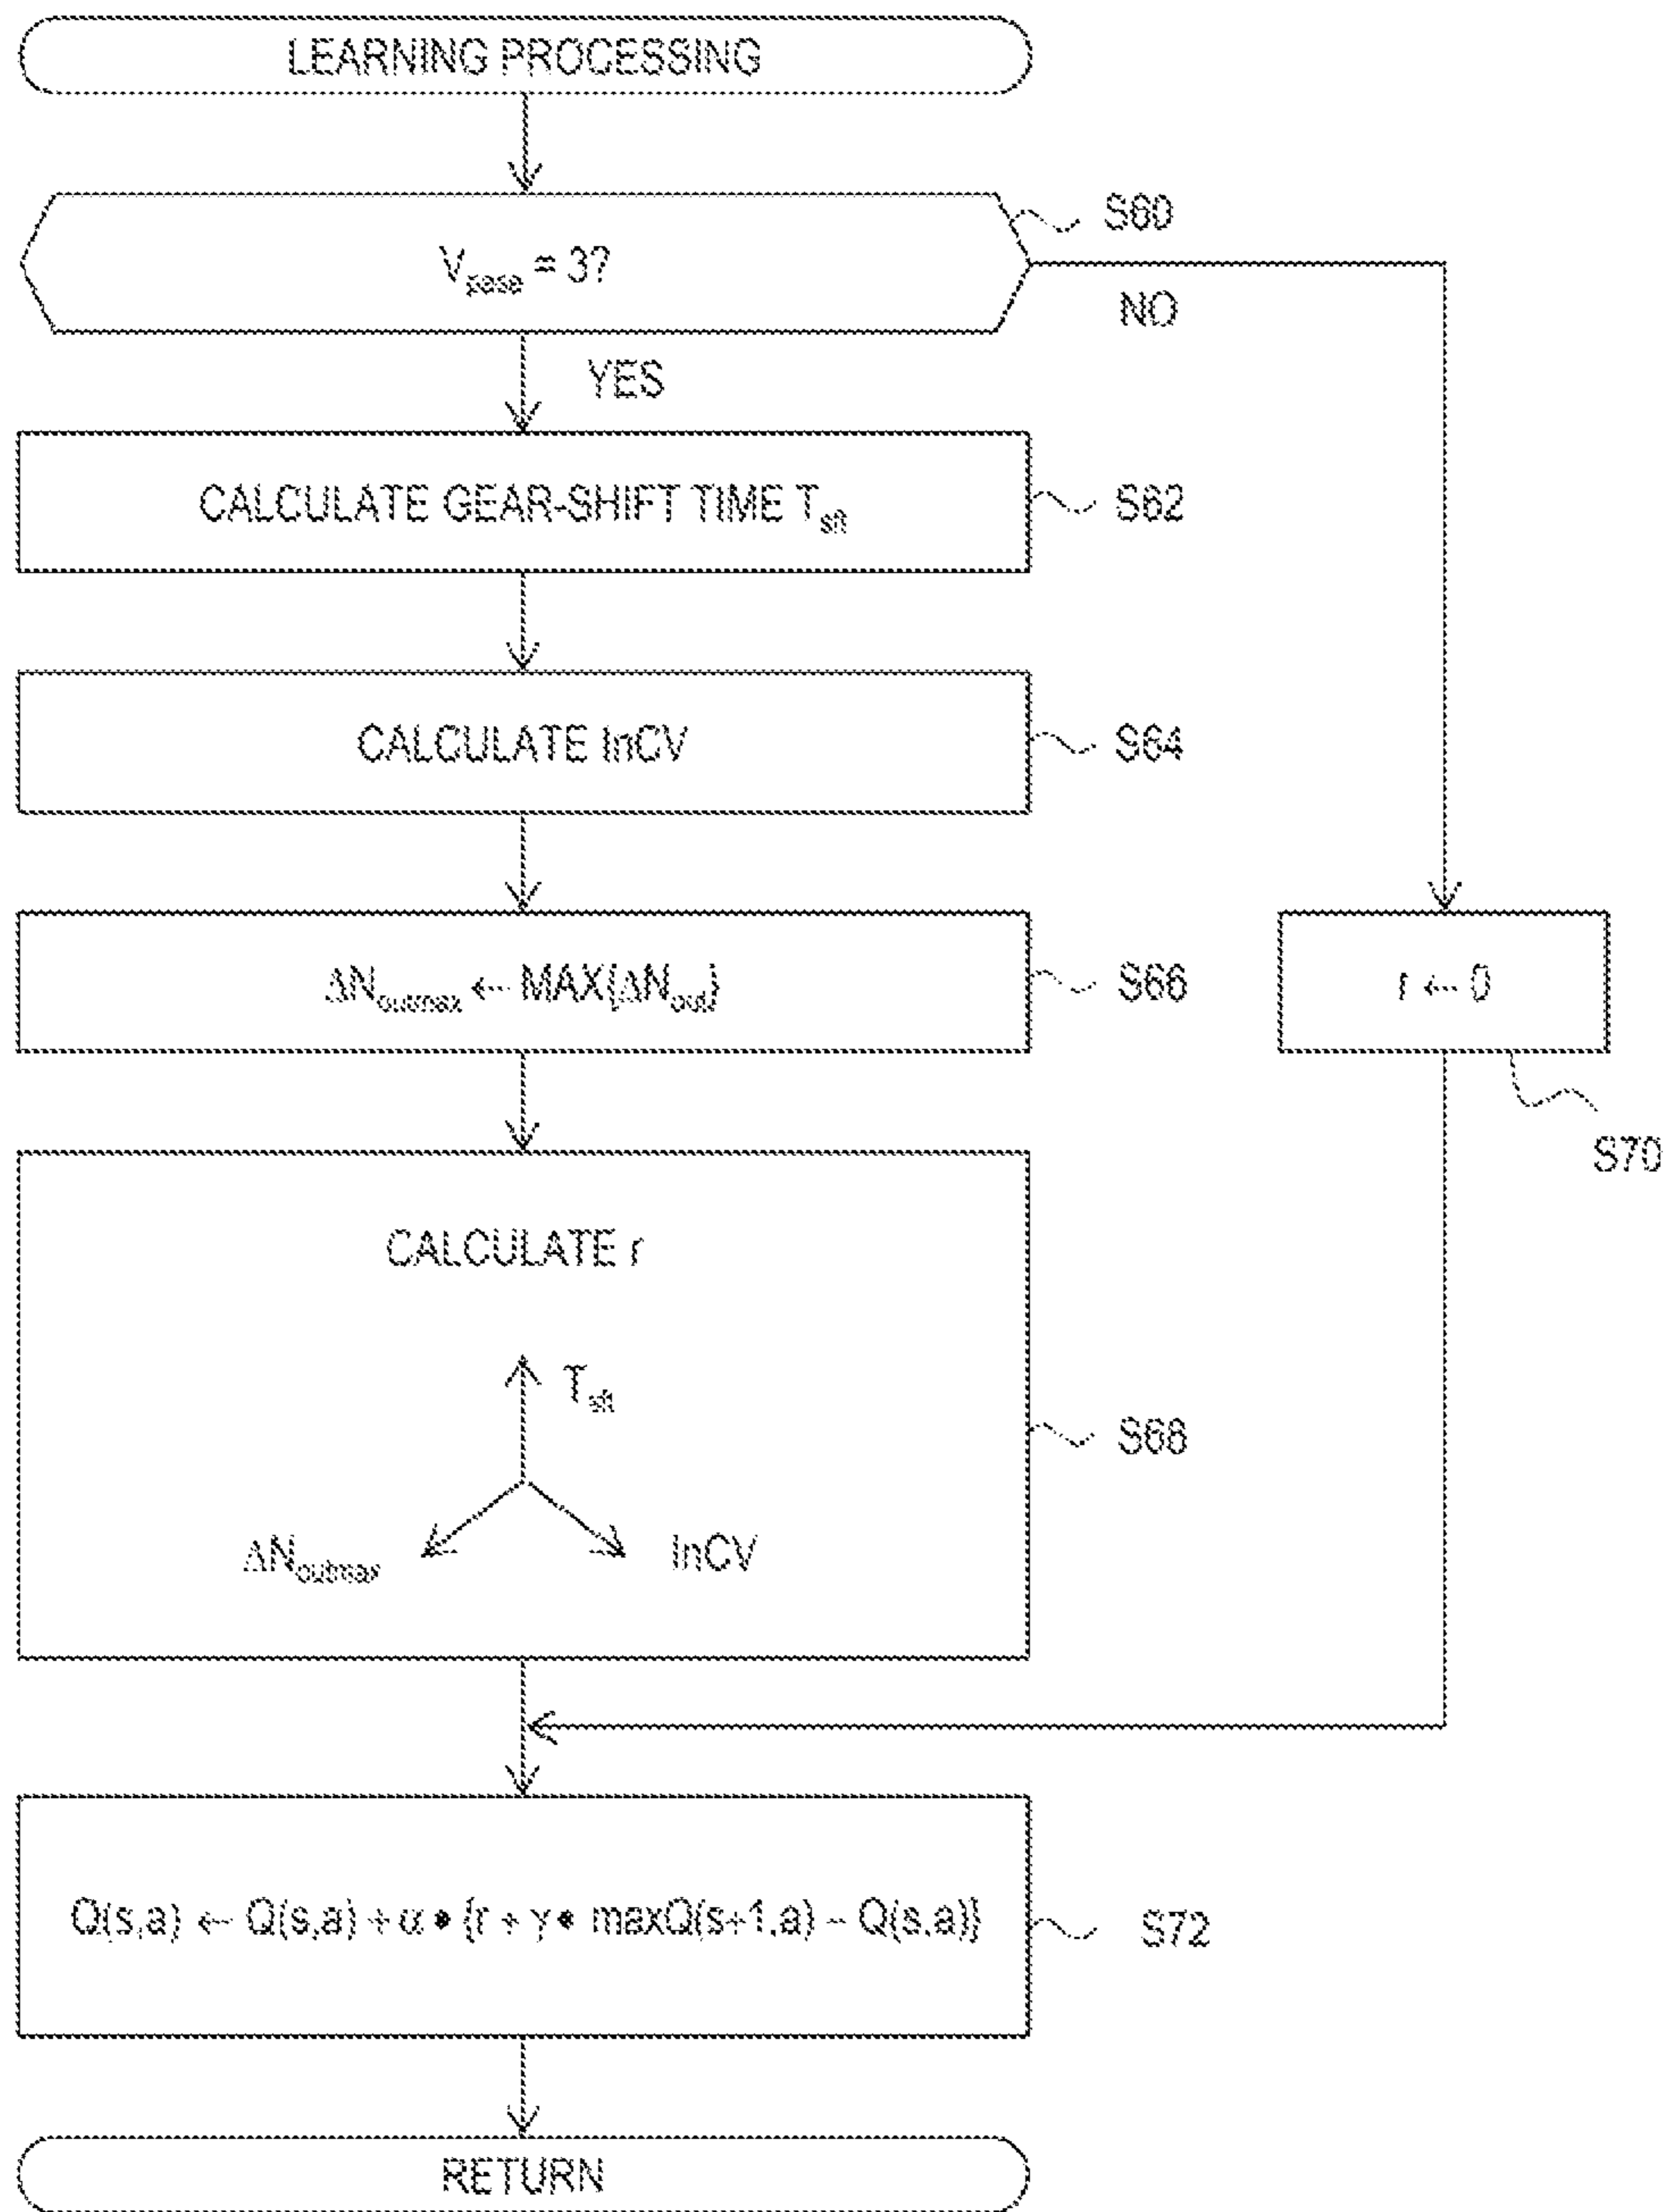 LEARNING PROCESSING
S60
Vpase = 3?
NO
YES
CALCULATE GEAR-SHIFT TIME Tsft
S62
CALCULATE InCV
S64
ΔNoutmax ← MAX{ΔNout}
S66
r ← 0
S70
CALCULATE r
Tsft
S68
ΔNoutmax
InCV
Q(s,a) ← Q(s,a) + α • {r + γ • maxQ(s+1,a) − Q(s,a)}
S72
RETURN